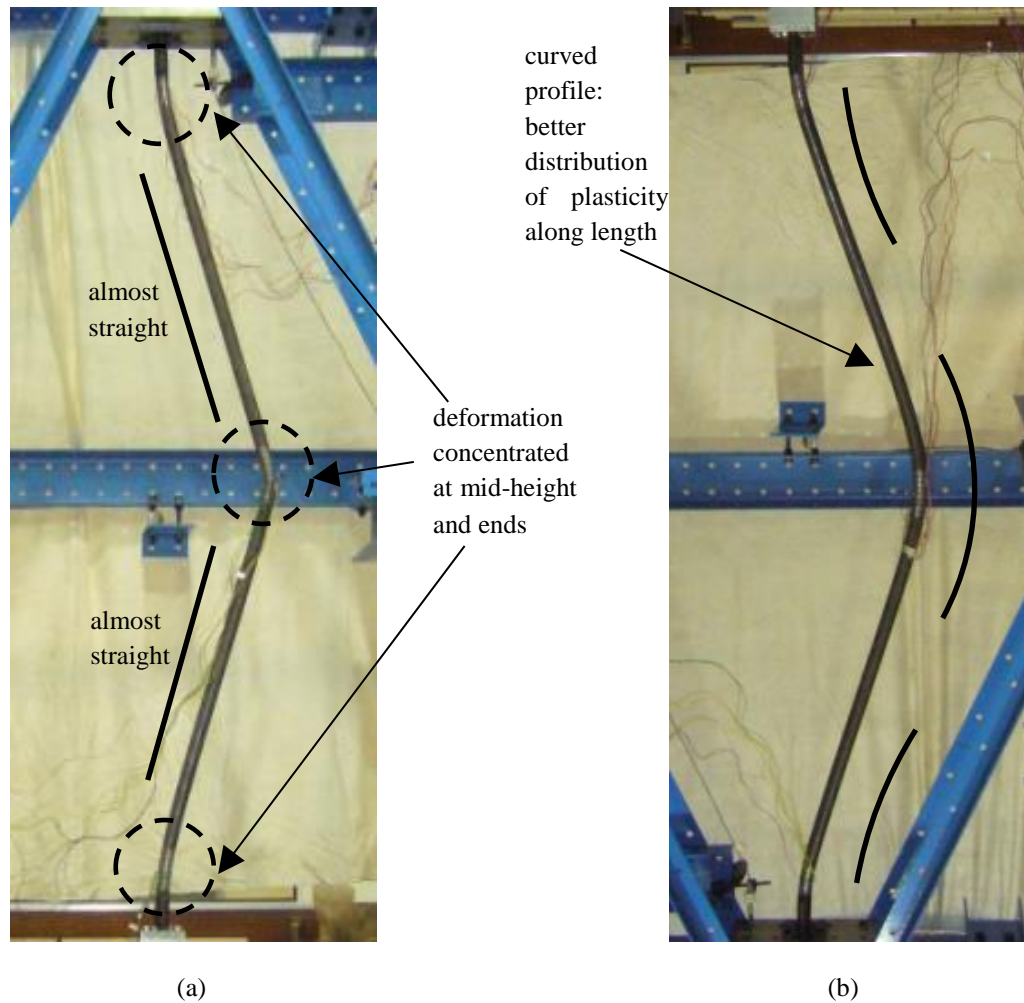 curved
profile:
better
distribution
of plasticity
along length
almost
straight
deformation
concentrated
at mid-height
and ends
almost
straight
(a)
(b)